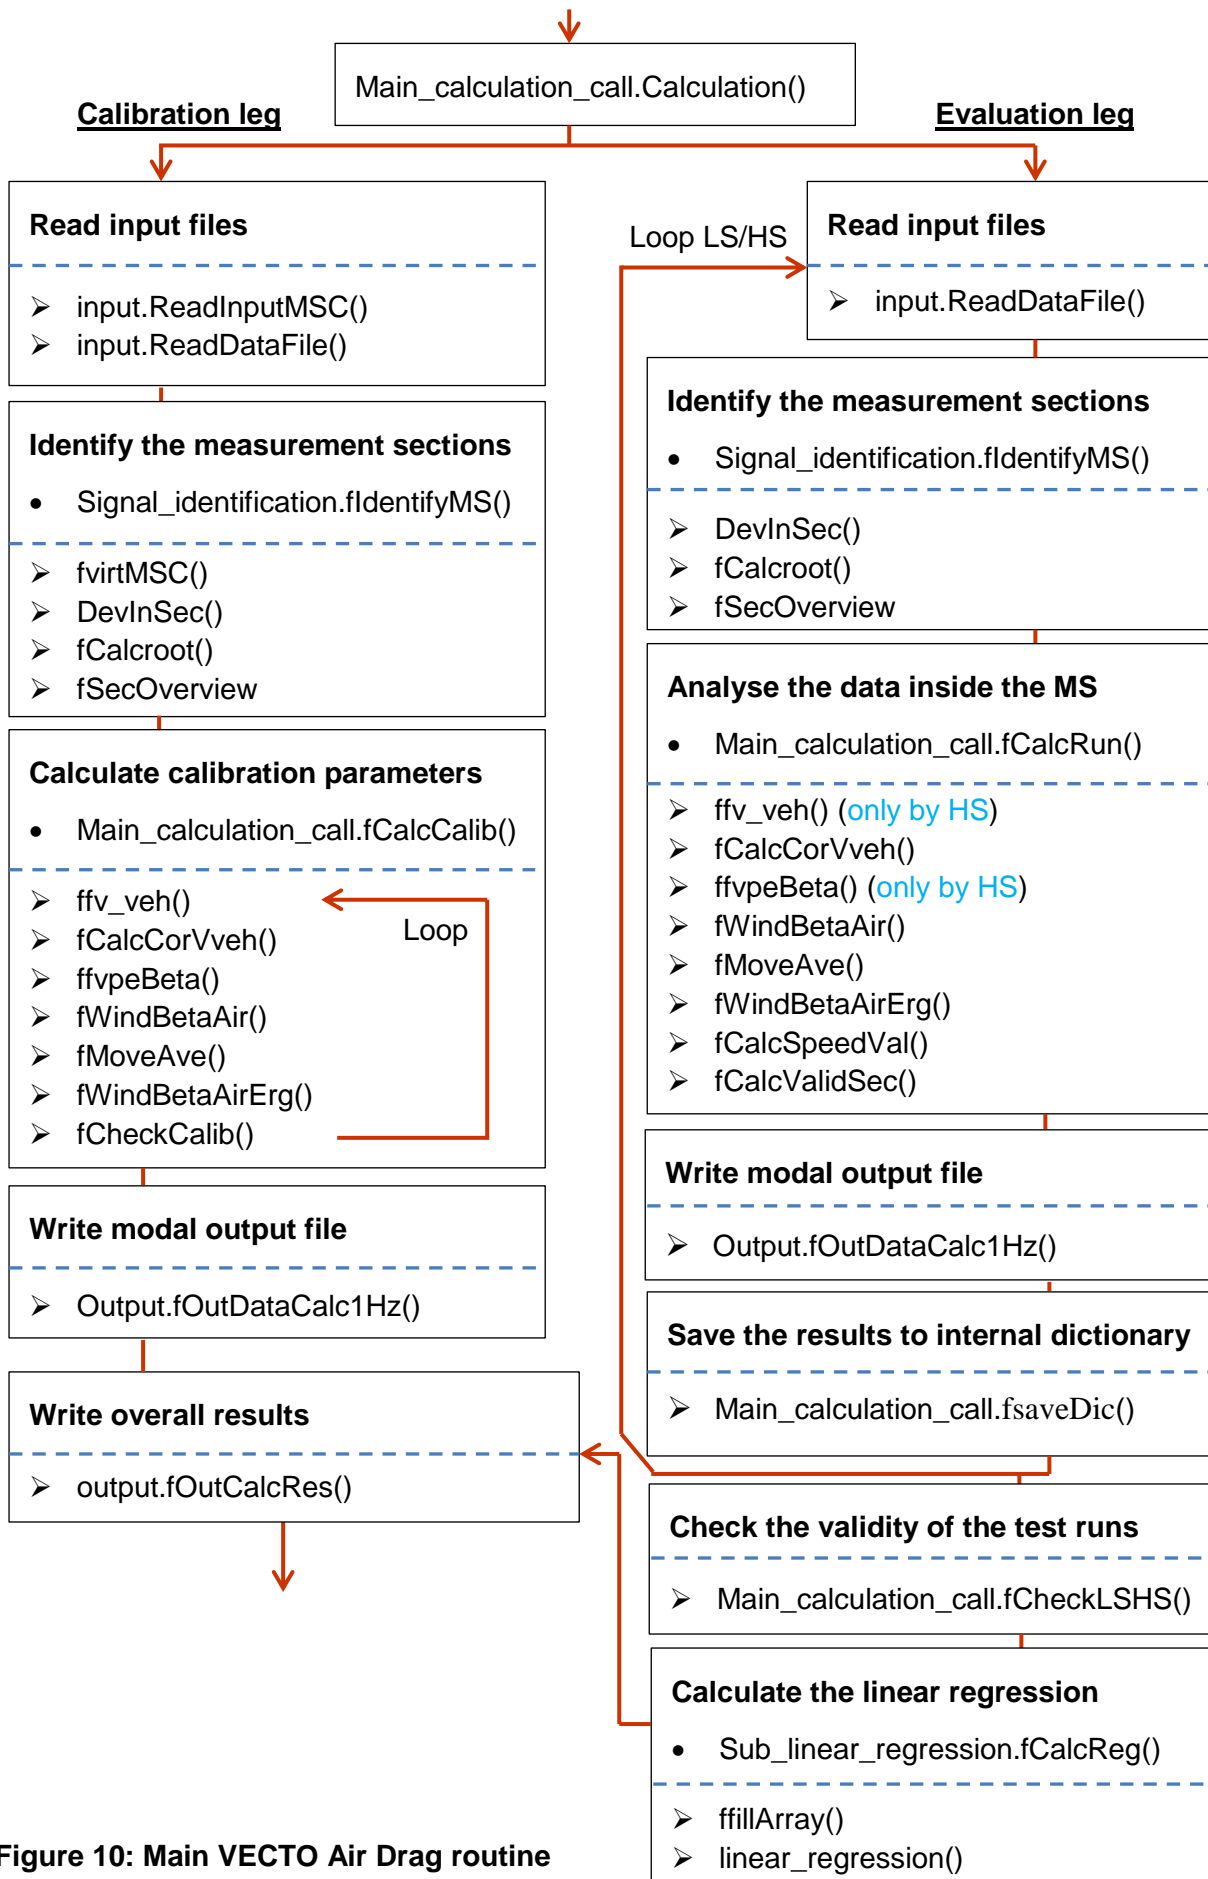 Main_calculation_call.Calculation()
Calibration leg
Evaluation leg
Read input files
➢ input.ReadInputMSC()
➢ input.ReadDataFile()
Identify the measurement sections
• Signal_identification.fIdentifyMS()
➢ fvirtMSC()
➢ DevInSec()
➢ fCalcroot()
➢ fSecOverview
Calculate calibration parameters
• Main_calculation_call.fCalcCalib()
➢ ffv_veh()
➢ fCalcCorVveh()
➢ ffvpeBeta()
➢ fWindBetaAir()
➢ fMoveAve()
➢ fWindBetaAirErg()
➢ fCheckCalib()
Loop
Write modal output file
➢ Output.fOutDataCalc1Hz()
Write overall results
➢ output.fOutCalcRes()
Loop LS/HS
Read input files
➢ input.ReadDataFile()
Identify the measurement sections
• Signal_identification.fIdentifyMS()
➢ DevInSec()
➢ fCalcroot()
➢ fSecOverview
Analyse the data inside the MS
• Main_calculation_call.fCalcRun()
➢ ffv_veh() (only by HS)
➢ fCalcCorVveh()
➢ ffvpeBeta() (only by HS)
➢ fWindBetaAir()
➢ fMoveAve()
➢ fWindBetaAirErg()
➢ fCalcSpeedVal()
➢ fCalcValidSec()
Write modal output file
➢ Output.fOutDataCalc1Hz()
Save the results to internal dictionary
➢ Main_calculation_call.fsaveDic()
Check the validity of the test runs
➢ Main_calculation_call.fCheckLSHS()
Calculate the linear regression
• Sub_linear_regression.fCalcReg()
➢ ffillArray()
➢ linear_regression()
Figure 10: Main VECTO Air Drag routine